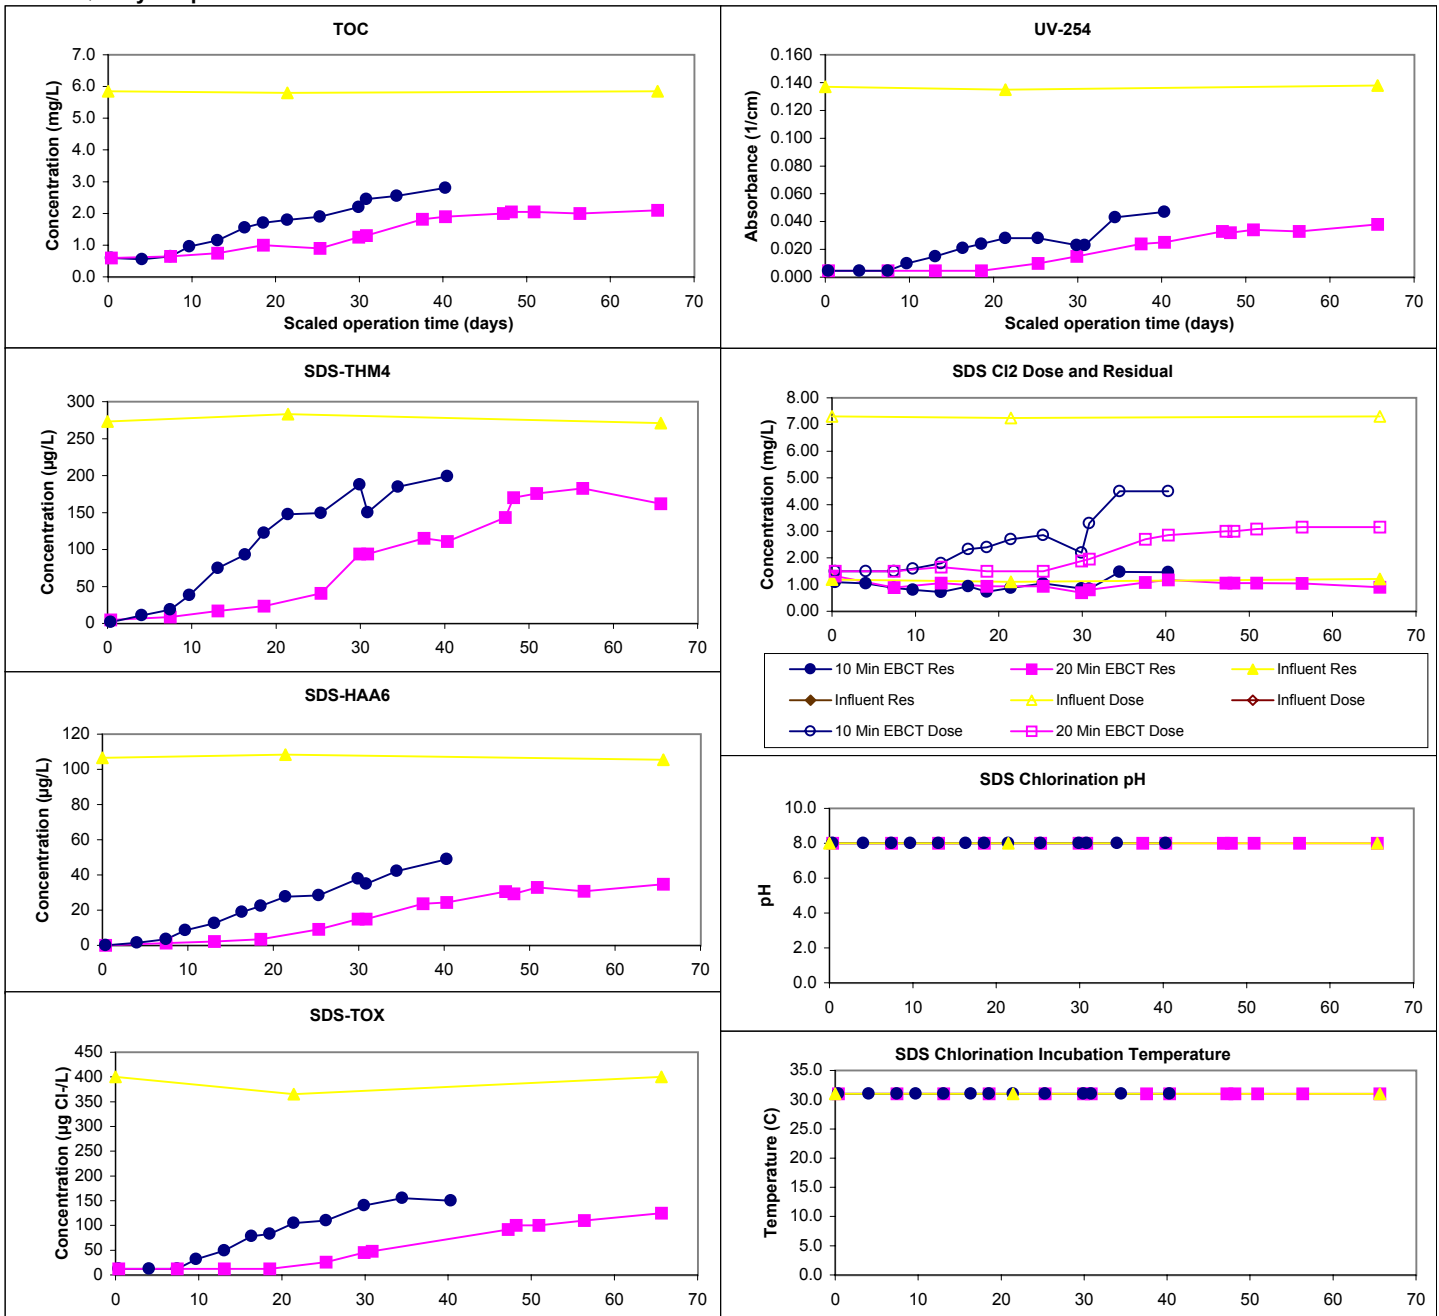 TOC
7.0
6.0
5.0
4.0
3.0
2.0
1.0
0.0
Concentration (mg/L)
0 10 20 30 40 50 60 70
Scaled operation time (days)
UV-254
0.160
0.140
0.120
0.100
0.080
0.060
0.040
0.020
0.000
Absorbance (1/cm)
0 10 20 30 40 50 60 70
Scaled operation time (days)
SDS-THM4
300
250
200
150
100
50
0
Concentration (µg/L)
0 10 20 30 40 50 60 70
SDS Cl2 Dose and Residual
8.00
7.00
6.00
5.00
4.00
3.00
2.00
1.00
0.00
Concentration (mg/L)
0 10 20 30 40 50 60 70
10 Min EBCT Res 20 Min EBCT Res Influent Res
Influent Res Influent Dose Influent Dose
10 Min EBCT Dose 20 Min EBCT Dose
SDS-HAA6
120
100
80
60
40
20
0
Concentration (µg/L)
0 10 20 30 40 50 60 70
SDS Chlorination pH
10.0
8.0
6.0
4.0
2.0
0.0
pH
0 10 20 30 40 50 60 70
SDS-TOX
450
400
350
300
250
200
150
100
50
0
Concentration (µg Cl-/L)
0 10 20 30 40 50 60 70
SDS Chlorination Incubation Temperature
35.0
30.0
25.0
20.0
15.0
10.0
5.0
0.0
Temperature (C)
0 10 20 30 40 50 60 70